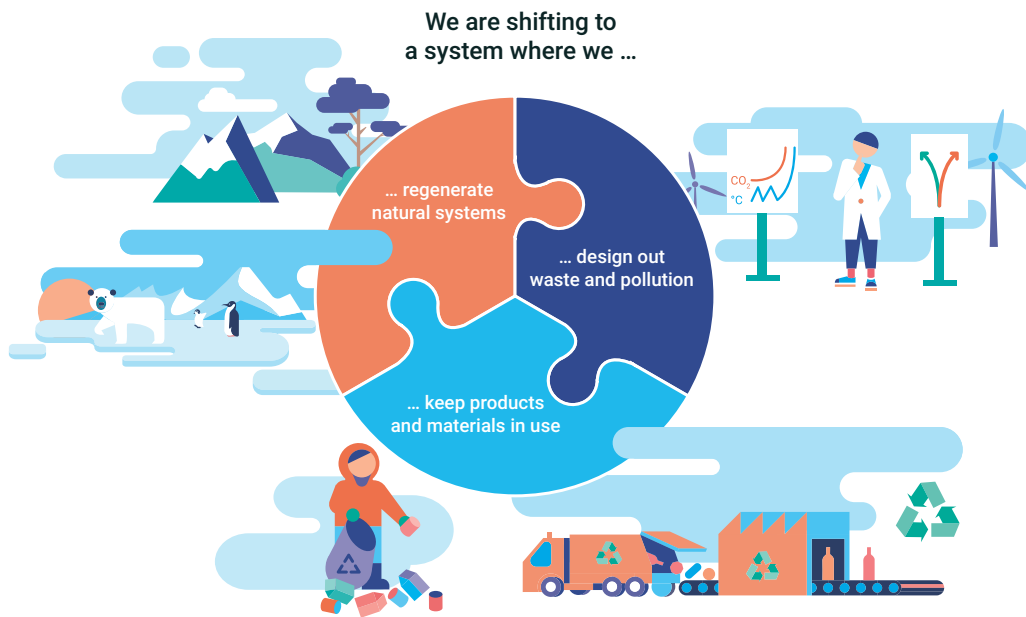 We are shifting to
a system where we …
… regenerate
natural systems
… design out
waste and pollution
… keep products
and materials in use
CO₂
°C